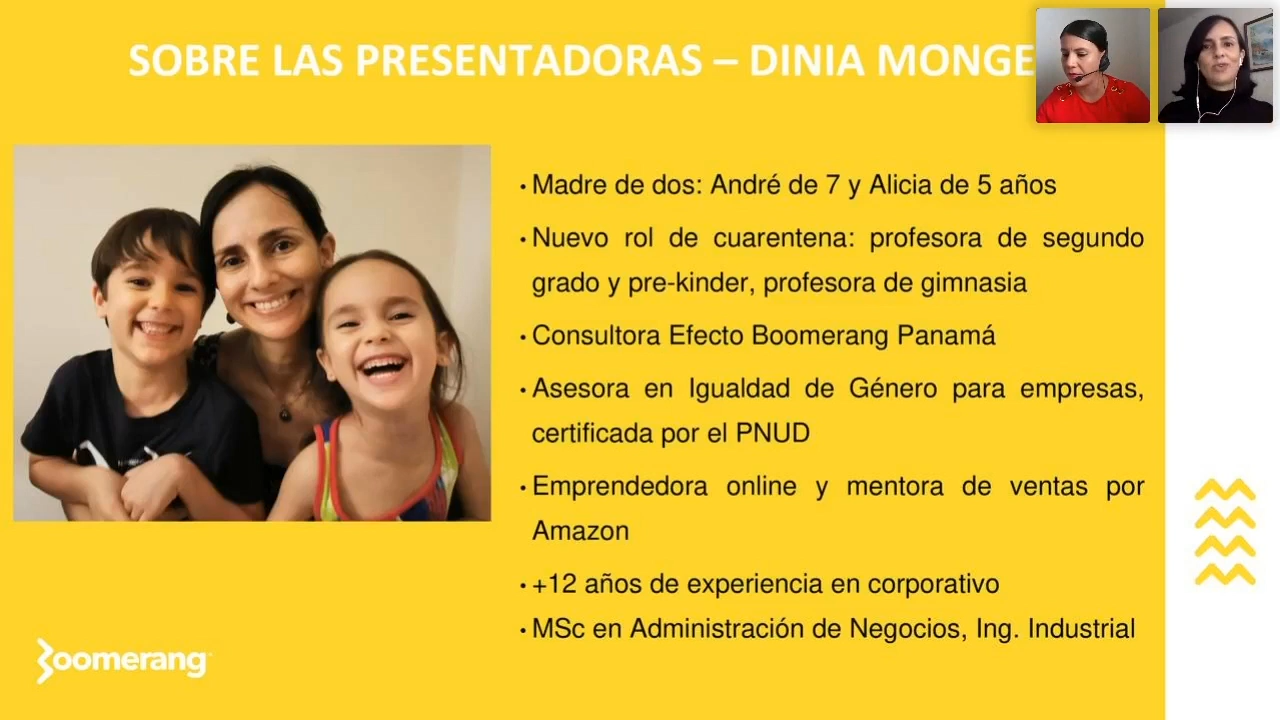 SOBRE LAS PRESENTADORAS – DINIA MONGE
• Madre de dos: André de 7 y Alicia de 5 años
• Nuevo rol de cuarentena: profesora de segundo
grado y pre-kinder, profesora de gimnasia
• Consultora Efecto Boomerang Panamá
• Asesora en Igualdad de Género para empresas,
certificada por el PNUD
• Emprendedora online y mentora de ventas por
Amazon
• +12 años de experiencia en corporativo
• MSc en Administración de Negocios, Ing. Industrial
Boomerang